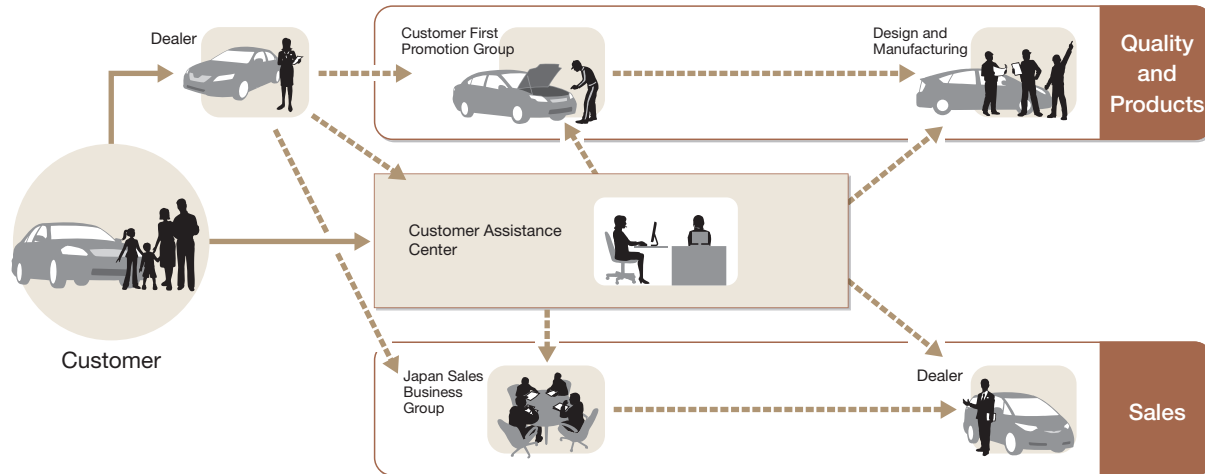 Dealer
Customer First
Promotion Group
Design and
Manufacturing
Quality
and
Products
Customer Assistance
Center
Customer
Japan Sales
Business
Group
Dealer
Sales